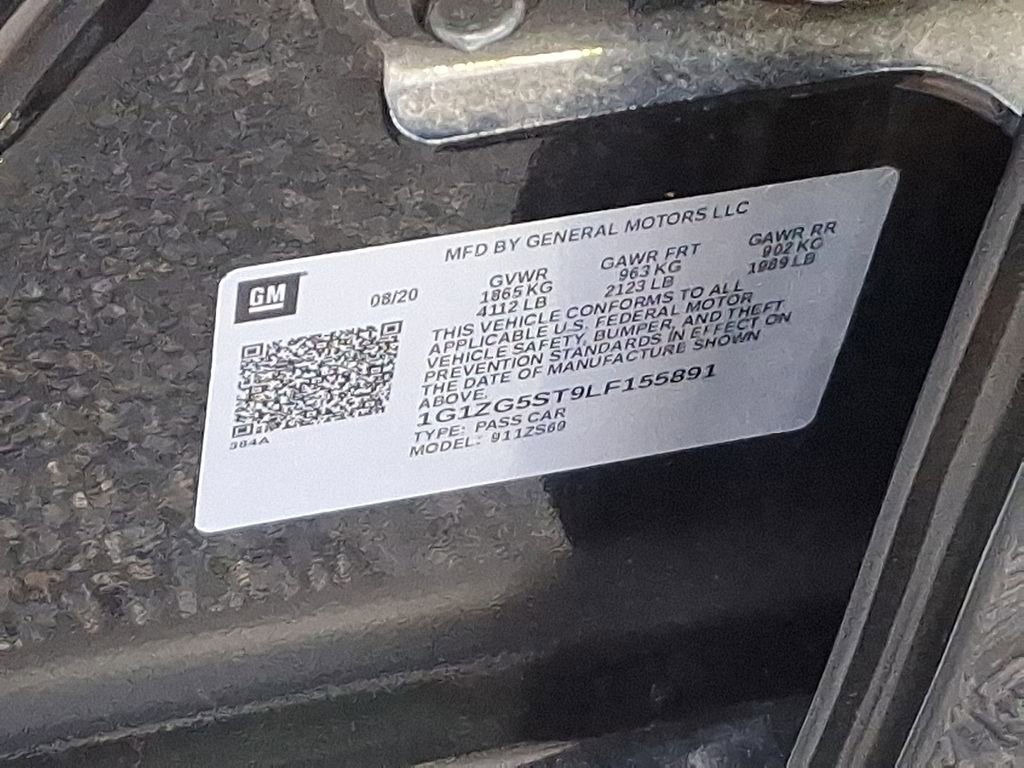 MFD BY GENERAL MOTORS LLC
GM
08/20
GVWR GAWR FRT GAWR RR
1865 KG 963 KG 902 KG
4112 LB 2123 LB 1989 LB
THIS VEHICLE CONFORMS TO ALL
APPLICABLE U.S. FEDERAL MOTOR
VEHICLE SAFETY, BUMPER, AND THEFT
PREVENTION STANDARDS IN EFFECT ON
THE DATE OF MANUFACTURE SHOWN
ABOVE.
1G1ZG5ST9LF155891
TYPE: PASS CAR
MODEL: 911ZS69
384A